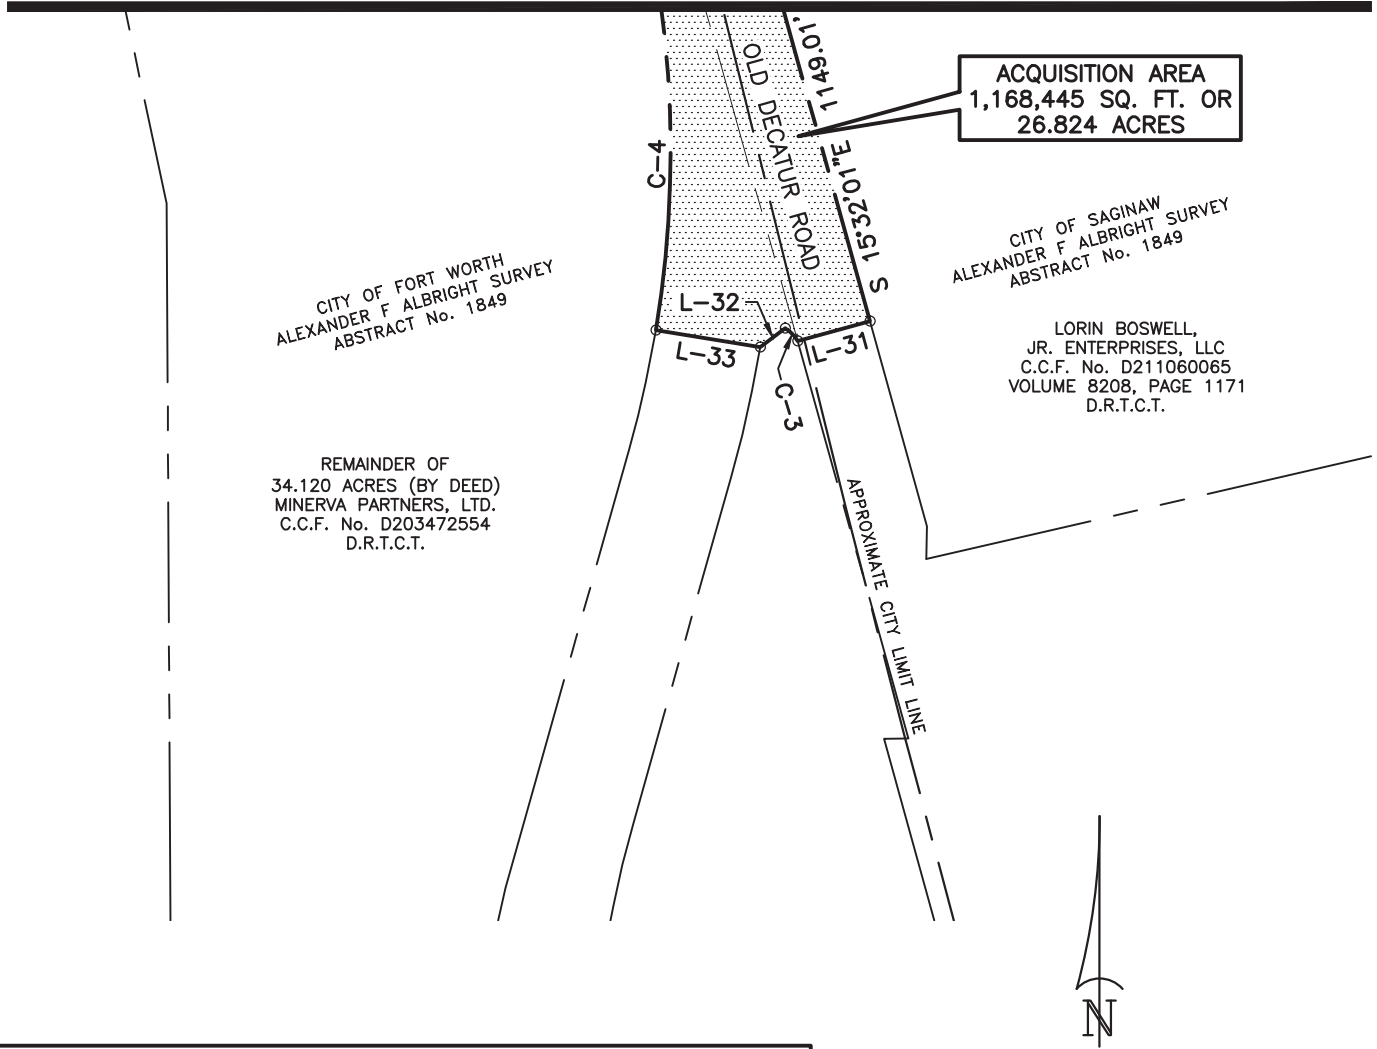 1149.01'
OLD DECATUR ROAD
ACQUISITION AREA
1,168,445 SQ. FT. OR
26.824 ACRES
C-4
S 15°32'01"E
CITY OF FORT WORTH
ALEXANDER F ALBRIGHT SURVEY
ABSTRACT No. 1849
CITY OF SAGINAW
ALEXANDER F ALBRIGHT SURVEY
ABSTRACT No. 1849
L-32
L-33
L-31
C-3
LORIN BOSWELL,
JR. ENTERPRISES, LLC
C.C.F. No. D211060065
VOLUME 8208, PAGE 1171
D.R.T.C.T.
REMAINDER OF
34.120 ACRES (BY DEED)
MINERVA PARTNERS, LTD.
C.C.F. No. D203472554
D.R.T.C.T.
APPROXIMATE CITY LIMIT LINE
N